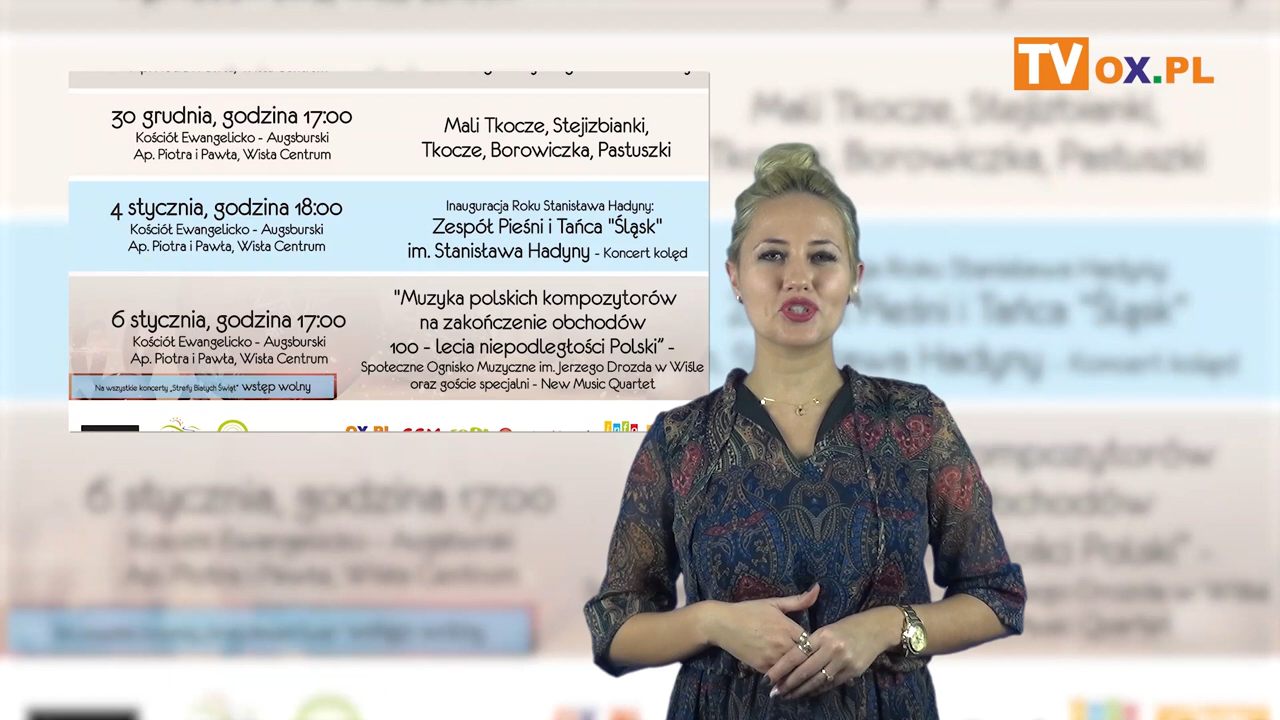 TVOX.PL
30 grudnia, godzina 17:00
Kościół Ewangelicko - Augsburski
Ap. Piotra i Pawła, Wisła Centrum
Mali Tkocze, Stejizbianki,
Tkocze, Borowiczka, Pastuszki
4 stycznia, godzina 18:00
Kościół Ewangelicko - Augsburski
Ap. Piotra i Pawła, Wisła Centrum
Inauguracja Roku Stanisława Hadyny:
Zespół Pieśni i Tańca "Śląsk"
im. Stanisława Hadyny - Koncert kolęd
6 stycznia, godzina 17:00
Kościół Ewangelicko - Augsburski
Ap. Piotra i Pawła, Wisła Centrum
"Muzyka polskich kompozytorów
na zakończenie obchodów
100 - lecia niepodległości Polski” -
Społeczne Ognisko Muzyczne im. Jerzego Drozda w Wiśle
oraz goście specjalni - New Music Quartet
Na wszystkie koncerty „Strefy Białych Świąt" wstęp wolny